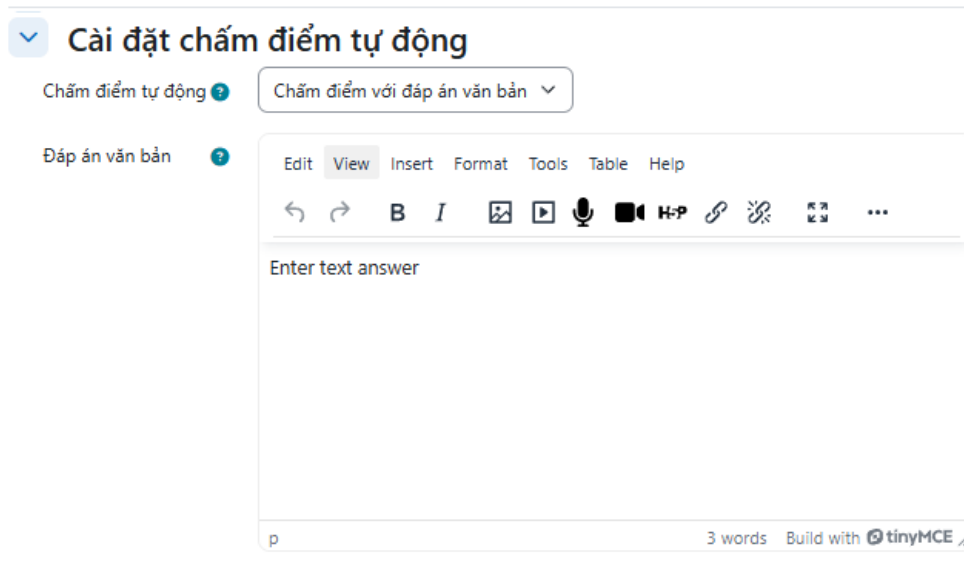 Cài đặt chấm điểm tự động
Chấm điểm tự động ? Chấm điểm với đáp án văn bản
Đáp án văn bản ?
Edit View Insert Format Tools Table Help
B I H5P ...
Enter text answer
p 3 words Build with tinyMCE